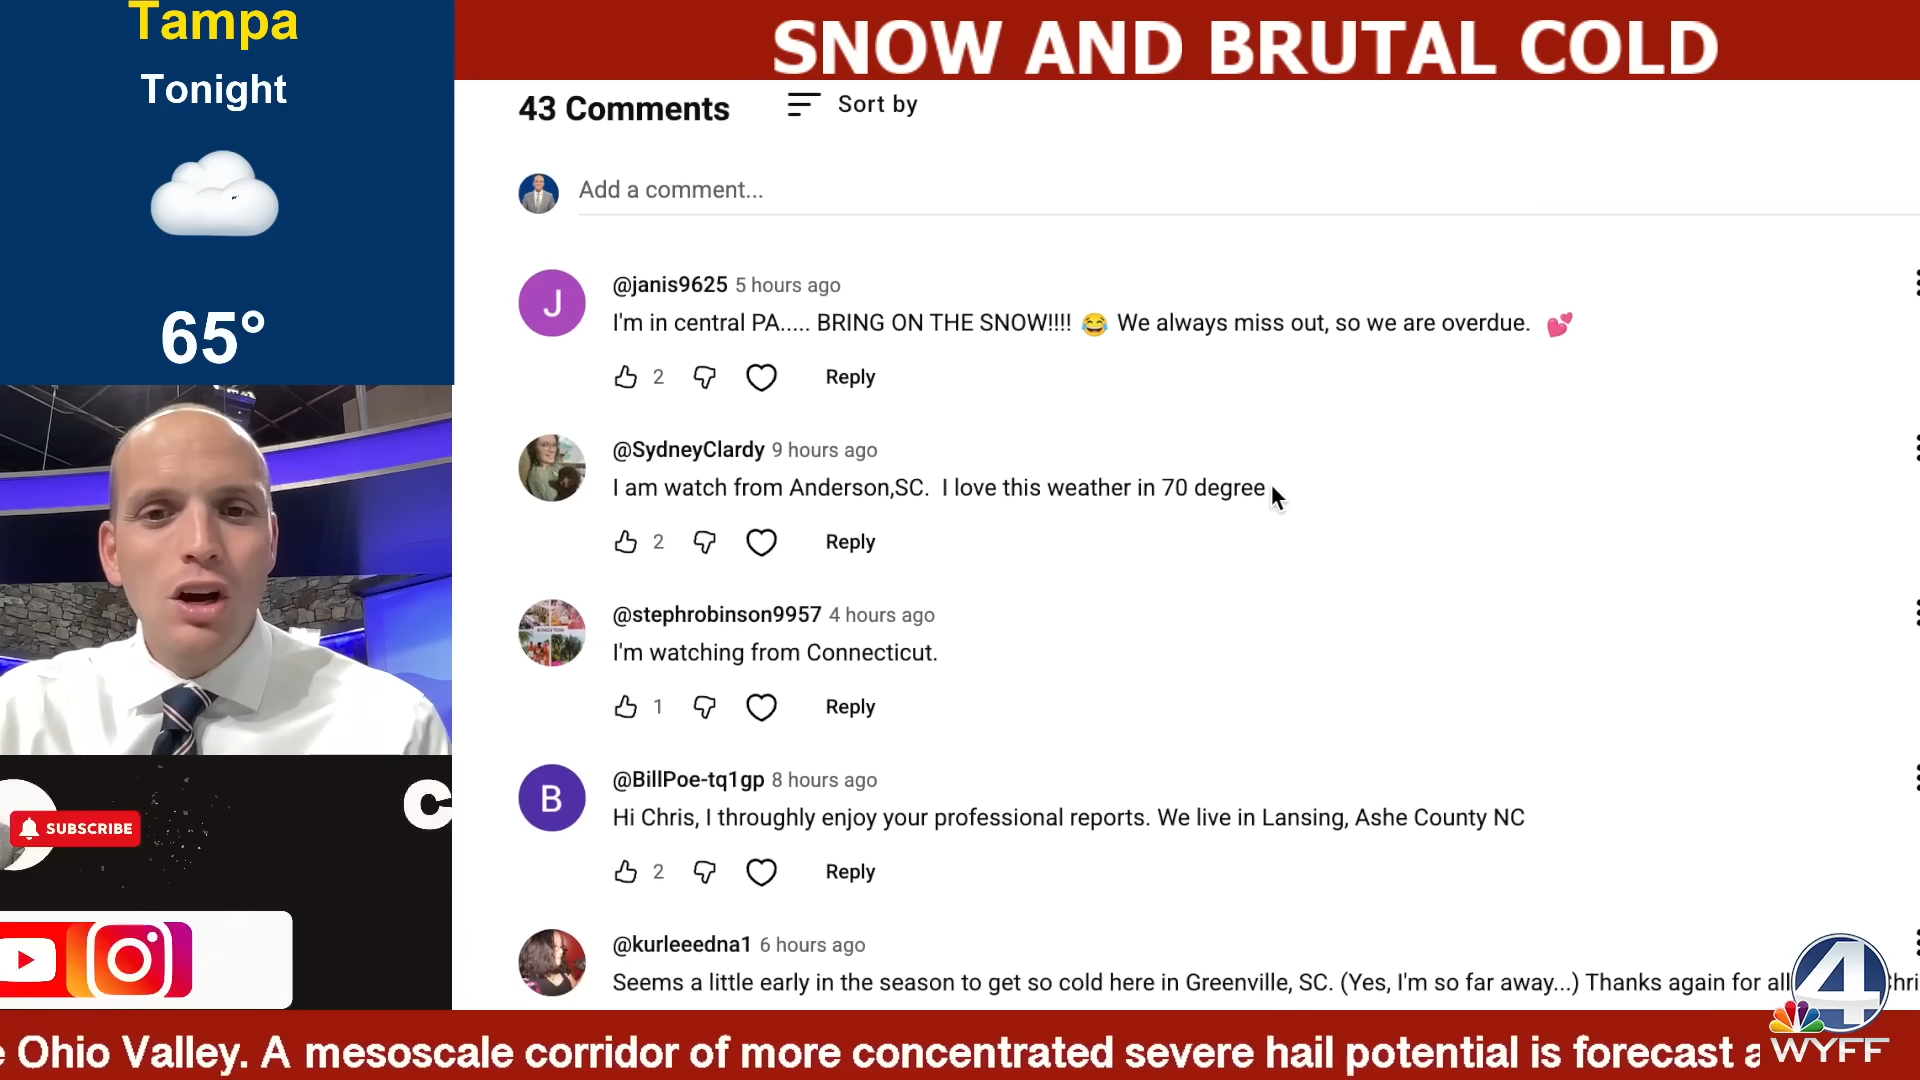 Tampa
Tonight
65°
SNOW AND BRUTAL COLD
43 Comments
Sort by
Add a comment...
J
@janis9625 5 hours ago
I'm in central PA..... BRING ON THE SNOW!!!! 😂 We always miss out, so we are overdue. 💕
2
Reply
@SydneyClardy 9 hours ago
I am watch from Anderson,SC. I love this weather in 70 degree
2
Reply
@stephrobinson9957 4 hours ago
I'm watching from Connecticut.
1
Reply
B
@BillPoe-tq1gp 8 hours ago
Hi Chris, I throughly enjoy your professional reports. We live in Lansing, Ashe County NC
2
Reply
@kurleeedna1 6 hours ago
Seems a little early in the season to get so cold here in Greenville, SC. (Yes, I'm so far away...) Thanks again for all
SUBSCRIBE
C
Ohio Valley. A mesoscale corridor of more concentrated severe hail potential is forecast
4
WYFF